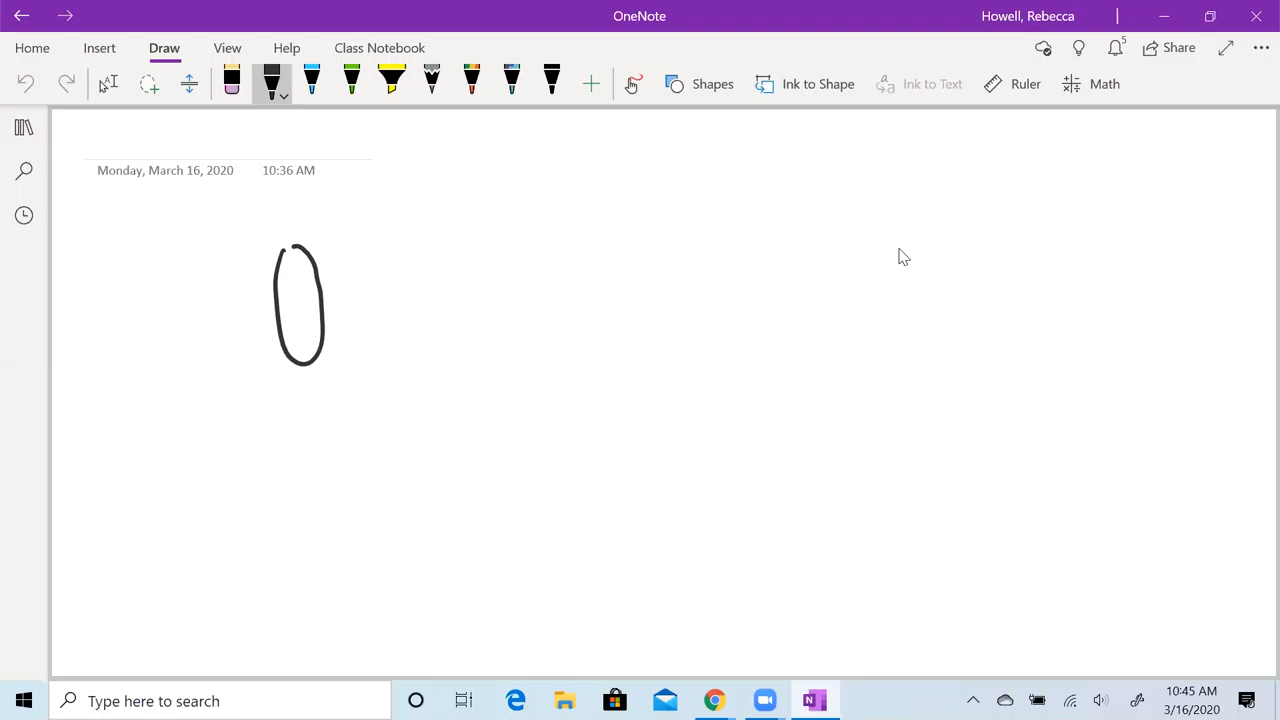 OneNote
Howell, Rebecca
Home Insert Draw View Help Class Notebook
5
Share
Shapes Ink to Shape Ink to Text Ruler Math
Monday, March 16, 2020 10:36 AM
0
Type here to search
10:45 AM
3/16/2020